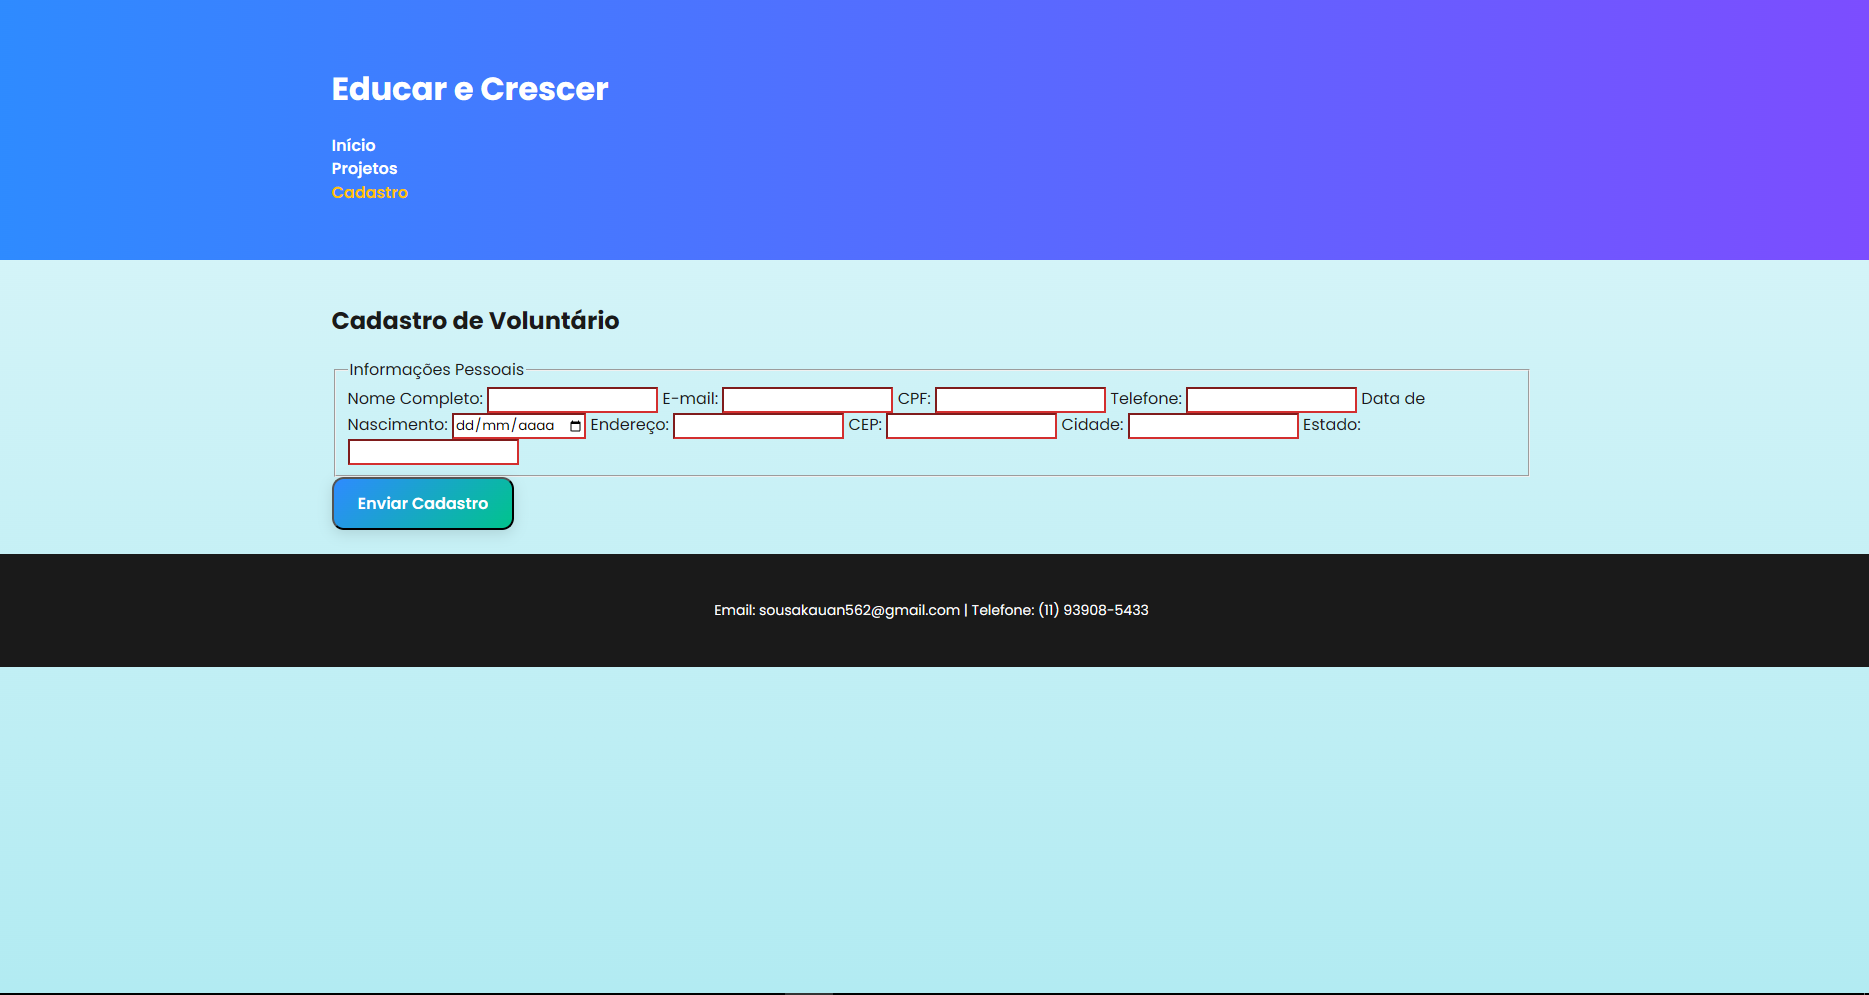 Educar e Crescer
Início
Projetos
Cadastro
Cadastro de Voluntário
Informações Pessoais
Nome Completo: E-mail: CPF: Telefone: Data de
Nascimento: dd/mm/aaaa Endereço: CEP: Cidade: Estado:
Enviar Cadastro
Email: sousakauan562@gmail.com | Telefone: (11) 93908-5433